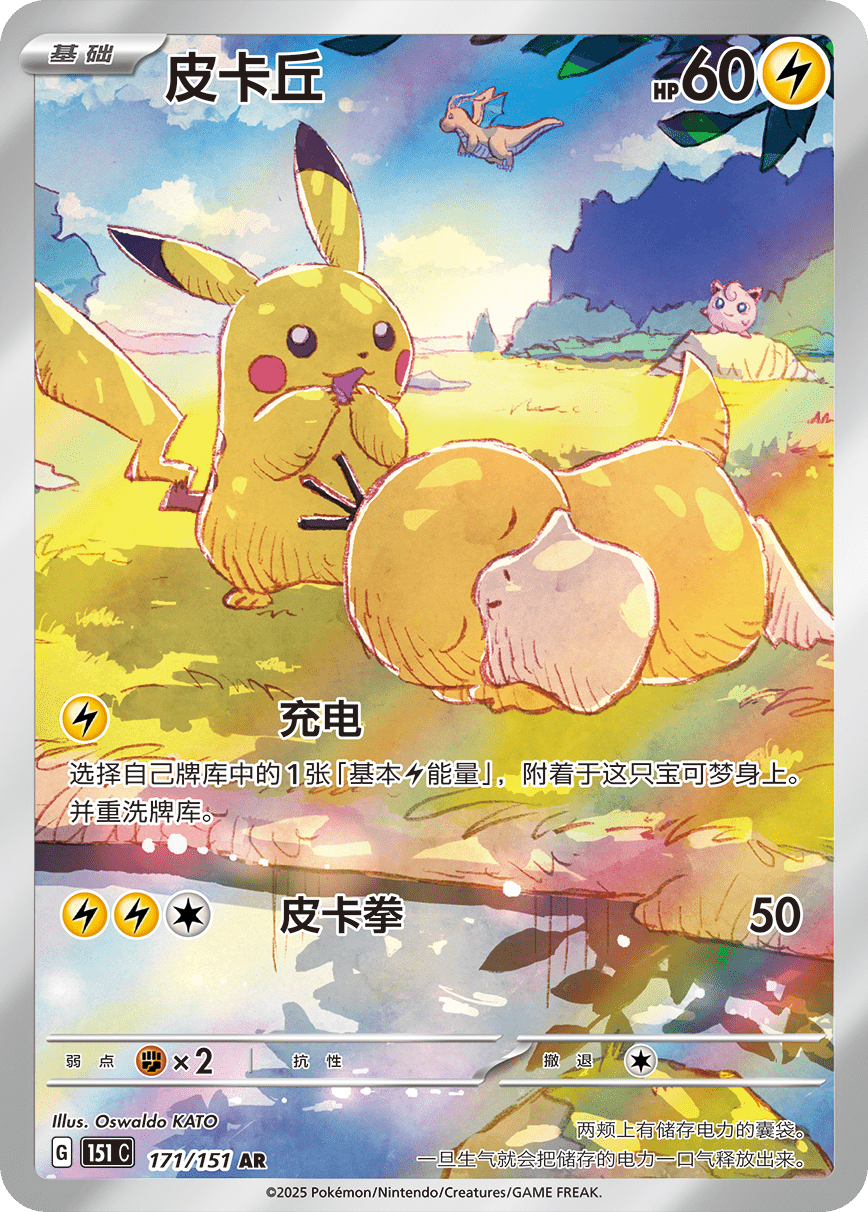 基础
皮卡丘
HP60
充电
选择自己牌库中的1张「基本能量」，附着于这只宝可梦身上。
并重洗牌库。
皮卡拳 50
弱点 ×2 抗性 撤退
Illus. Oswaldo KATO
G 151 C 171/151 AR
两颊上有储存电力的囊袋。
一旦生气就会把储存的电力一口气释放出来。
©2025 Pokémon/Nintendo/Creatures/GAME FREAK.